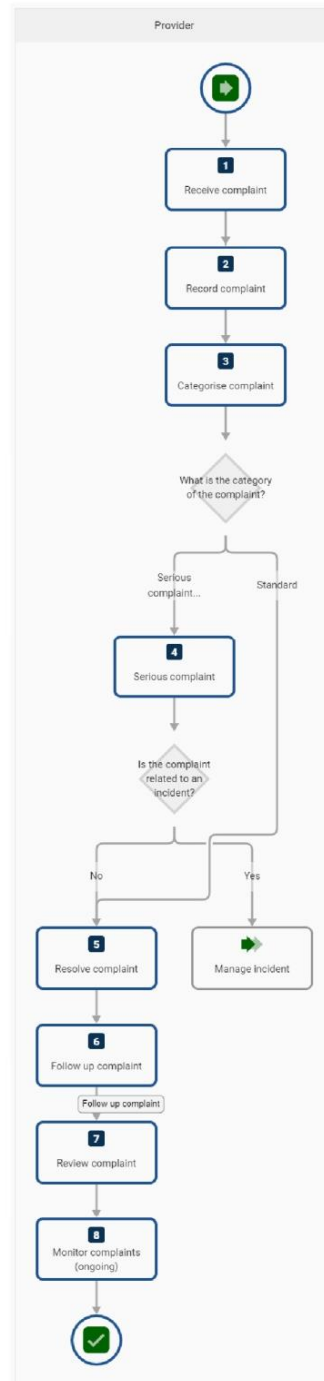 Provider
1
Receive complaint
2
Record complaint
3
Categorise complaint
What is the category
of the complaint?
Serious
complaint...
Standard
4
Serious complaint
Is the complaint
related to an
incident?
No
Yes
5
Resolve complaint
Manage incident
6
Follow up complaint
Follow up complaint
7
Review complaint
8
Monitor complaints
(ongoing)